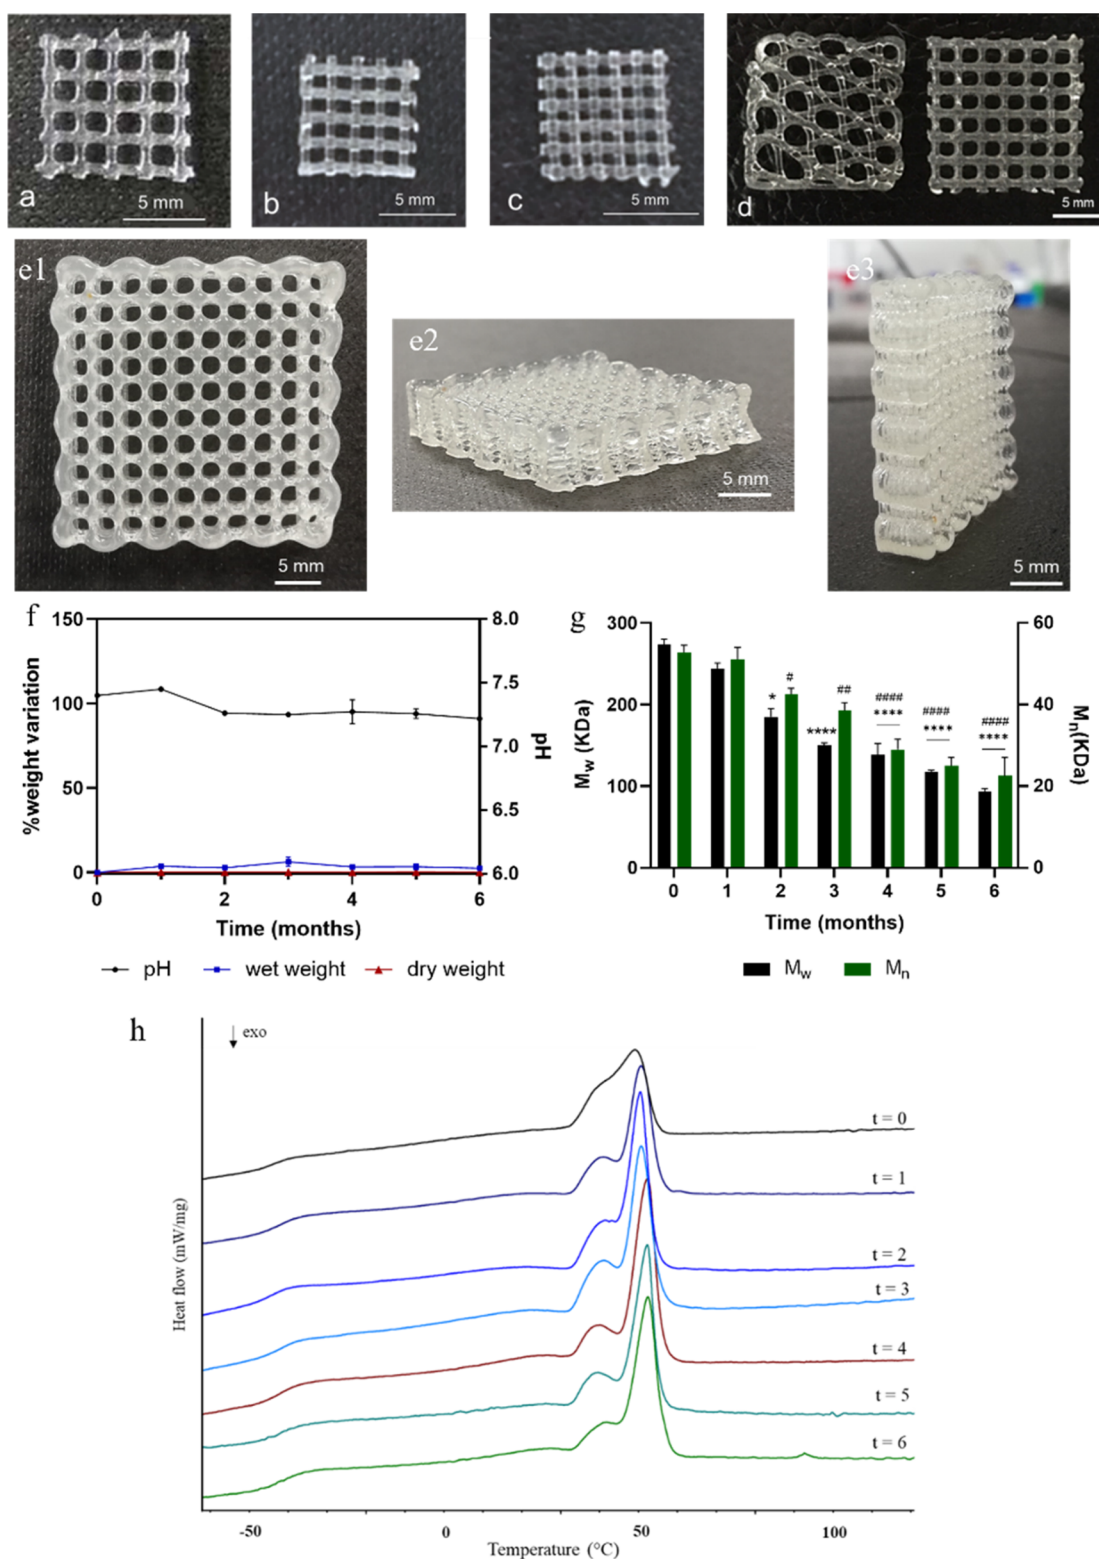 a
5 mm
b
5 mm
c
5 mm
d
5 mm
e1
5 mm
e2
5 mm
e3
5 mm
f
%weight variation
150
100
50
0
8.0
7.5
7.0
6.5
6.0
pH
0 2 4 6
Time (months)
pH wet weight dry weight
g
Mw (KDa)
300
200
100
0
60
40
20
0
Mn(KDa)
* # **** ## #### **** #### **** #### ****
0 1 2 3 4 5 6
Time (months)
Mw Mn
h
exo
Heat flow (mW/mg)
t = 0
t = 1
t = 2
t = 3
t = 4
t = 5
t = 6
-50 0 50 100
Temperature (°C)